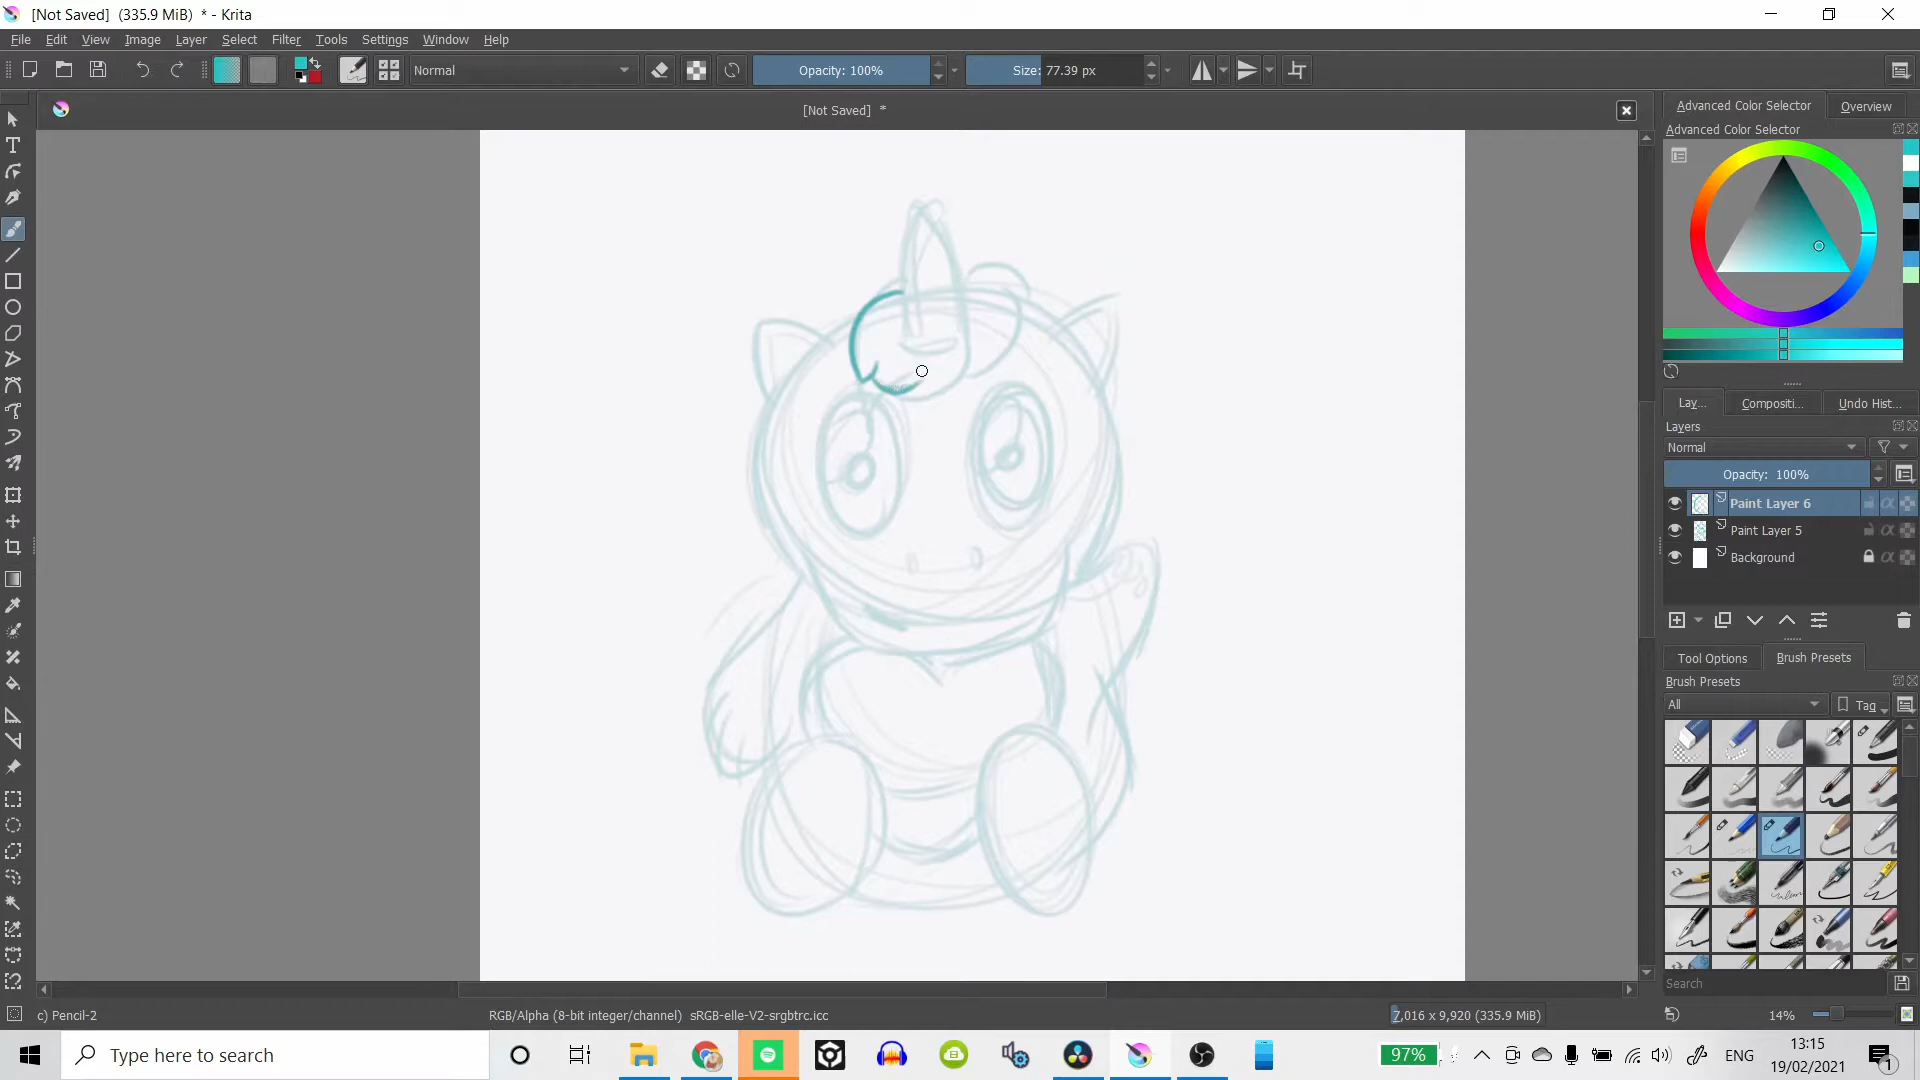 [Not Saved]  (335.9 MiB)  * - Krita
File Edit View Image Layer Select Filter Tools Settings Window Help
Normal Opacity: 100% Size: 77.39 px
[Not Saved]  *
Advanced Color Selector Overview
Advanced Color Selector
Lay... Compositi... Undo Hist...
Layers
Normal
Opacity:  100%
Paint Layer 6
Paint Layer 5
Background
Tool Options Brush Presets
Brush Presets
All Tag
Search
c) Pencil-2 RGB/Alpha (8-bit integer/channel)  sRGB-elle-V2-srgbtrc.icc 7,016 x 9,920 (335.9 MiB) 14%
Type here to search 97% ENG 13:15
19/02/2021
1